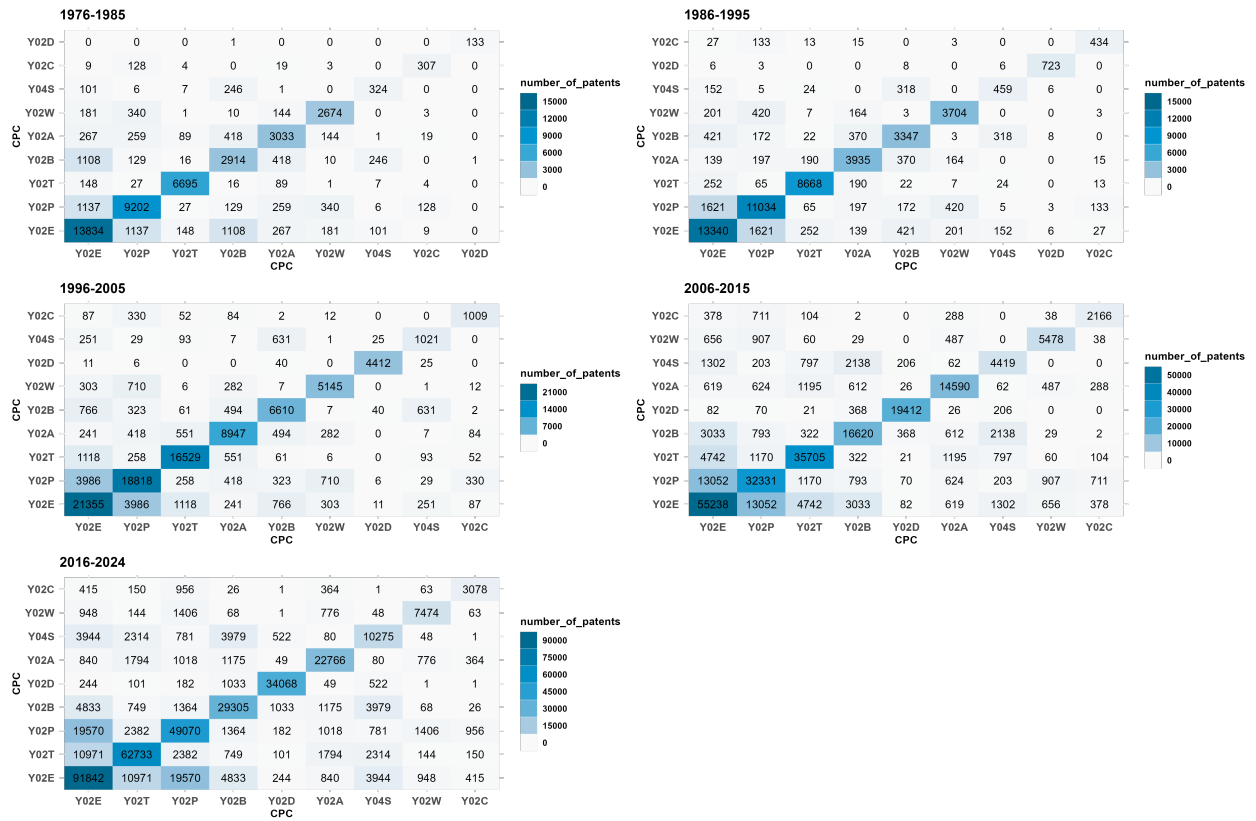 1976-1985
Y02D 0 0 0 1 0 0 0 0 133
Y02C 9 128 4 0 19 3 0 307 0
Y04S 101 6 7 246 1 0 324 0 0
Y02W 181 340 1 10 144 2674 0 3 0
Y02A 267 259 89 418 3033 144 1 19 0
Y02B 1108 129 16 2914 418 10 246 0 1
Y02T 148 27 6695 16 89 1 7 4 0
Y02P 1137 9202 27 129 259 340 6 128 0
Y02E 13834 1137 148 1108 267 181 101 9 0
Y02E Y02P Y02T Y02B Y02A Y02W Y04S Y02C Y02D
CPC
CPC
number_of_patents
15000
12000
9000
6000
3000
0
1986-1995
Y02C 27 133 13 15 0 3 0 0 434
Y02D 6 3 0 0 8 0 6 723 0
Y04S 152 5 24 0 318 0 459 6 0
Y02W 201 420 7 164 3 3704 0 0 3
Y02B 421 172 22 370 3347 3 318 8 0
Y02A 139 197 190 3935 370 164 0 0 15
Y02T 252 65 8668 190 22 7 24 0 13
Y02P 1621 11034 65 197 172 420 5 3 133
Y02E 13340 1621 252 139 421 201 152 6 27
Y02E Y02P Y02T Y02A Y02B Y02W Y04S Y02D Y02C
CPC
CPC
number_of_patents
15000
12000
9000
6000
3000
0
1996-2005
Y02C 87 330 52 84 2 12 0 0 1009
Y04S 251 29 93 7 631 1 25 1021 0
Y02D 11 6 0 0 40 0 4412 25 0
Y02W 303 710 6 282 7 5145 0 1 12
Y02B 766 323 61 494 6610 7 40 631 2
Y02A 241 418 551 8947 494 282 0 7 84
Y02T 1118 258 16529 551 61 6 0 93 52
Y02P 3986 18818 258 418 323 710 6 29 330
Y02E 21355 3986 1118 241 766 303 11 251 87
Y02E Y02P Y02T Y02A Y02B Y02W Y02D Y04S Y02C
CPC
CPC
number_of_patents
21000
14000
7000
0
2006-2015
Y02C 378 711 104 2 0 288 0 38 2166
Y02W 656 907 60 29 0 487 0 5478 38
Y04S 1302 203 797 2138 206 62 4419 0 0
Y02A 619 624 1195 612 26 14590 62 487 288
Y02D 82 70 21 368 19412 26 206 0 0
Y02B 3033 793 322 16620 368 612 2138 29 2
Y02T 4742 1170 35705 322 21 1195 797 60 104
Y02P 13052 32331 1170 793 70 624 203 907 711
Y02E 55238 13052 4742 3033 82 619 1302 656 378
Y02E Y02P Y02T Y02B Y02D Y02A Y04S Y02W Y02C
CPC
CPC
number_of_patents
50000
40000
30000
20000
10000
0
2016-2024
Y02C 415 150 956 26 1 364 1 63 3078
Y02W 948 144 1406 68 1 776 48 7474 63
Y04S 3944 2314 781 3979 522 80 10275 48 1
Y02A 840 1794 1018 1175 49 22766 80 776 364
Y02D 244 101 182 1033 34068 49 522 1 1
Y02B 4833 749 1364 29305 1033 1175 3979 68 26
Y02P 19570 2382 49070 1364 182 1018 781 1406 956
Y02T 10971 62733 2382 749 101 1794 2314 144 150
Y02E 91842 10971 19570 4833 244 840 3944 948 415
Y02E Y02T Y02P Y02B Y02D Y02A Y04S Y02W Y02C
CPC
CPC
number_of_patents
90000
75000
60000
45000
30000
15000
0